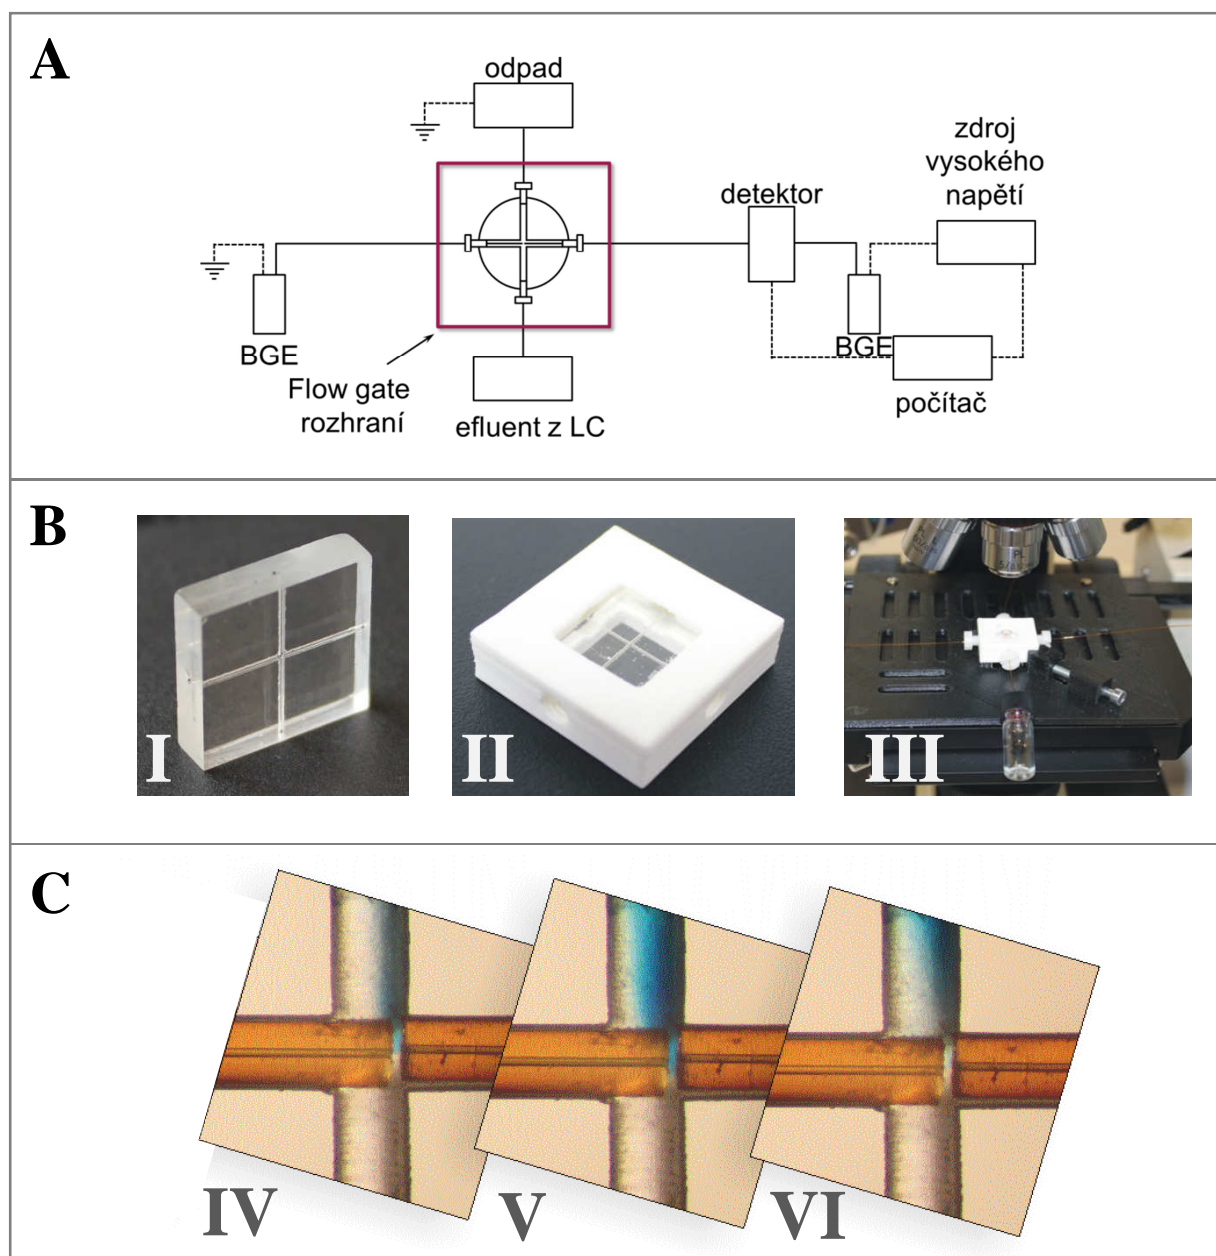 A
odpad
zdroj
vysokého
napětí
detektor
BGE
BGE
Flow gate
rozhraní
efluent z LC
počítač
B
I
II
III
C
IV
V
VI